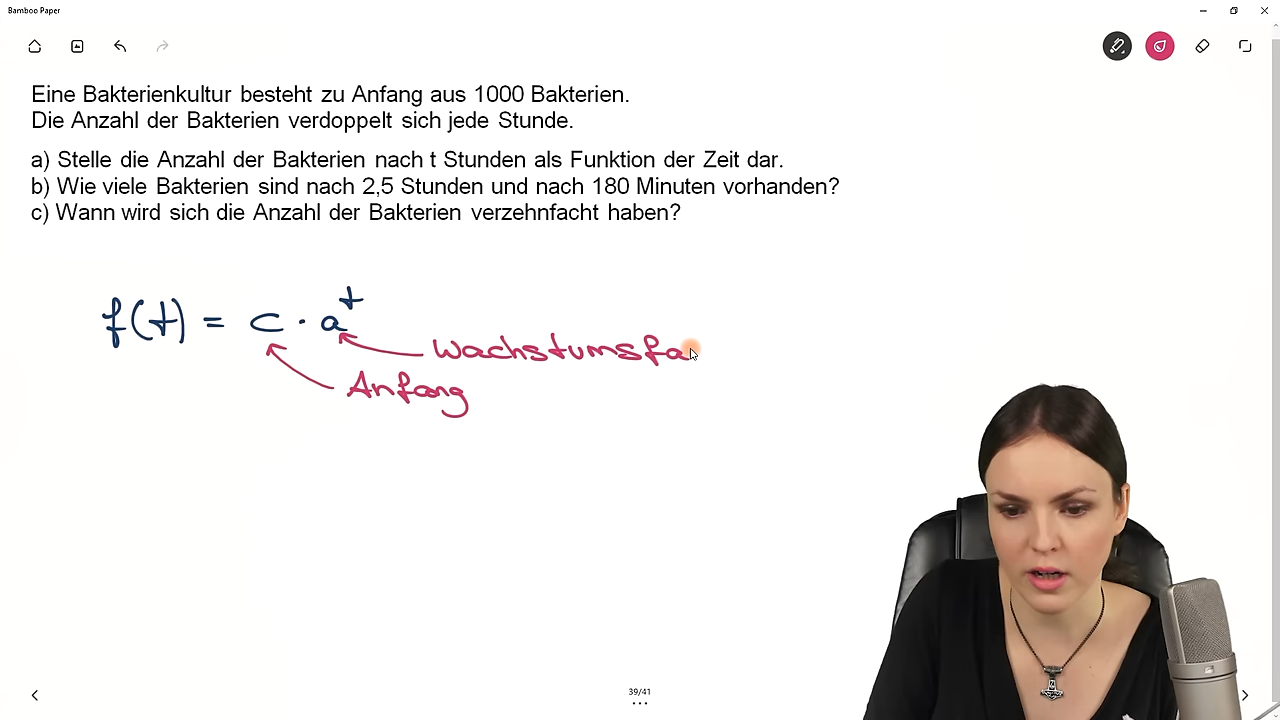 Bamboo Paper
Eine Bakterienkultur besteht zu Anfang aus 1000 Bakterien.
Die Anzahl der Bakterien verdoppelt sich jede Stunde.
a) Stelle die Anzahl der Bakterien nach t Stunden als Funktion der Zeit dar.
b) Wie viele Bakterien sind nach 2,5 Stunden und nach 180 Minuten vorhanden?
c) Wann wird sich die Anzahl der Bakterien verzehnfacht haben?
f(t) = c · a^t
Wachstumsfa
Anfang
39/41